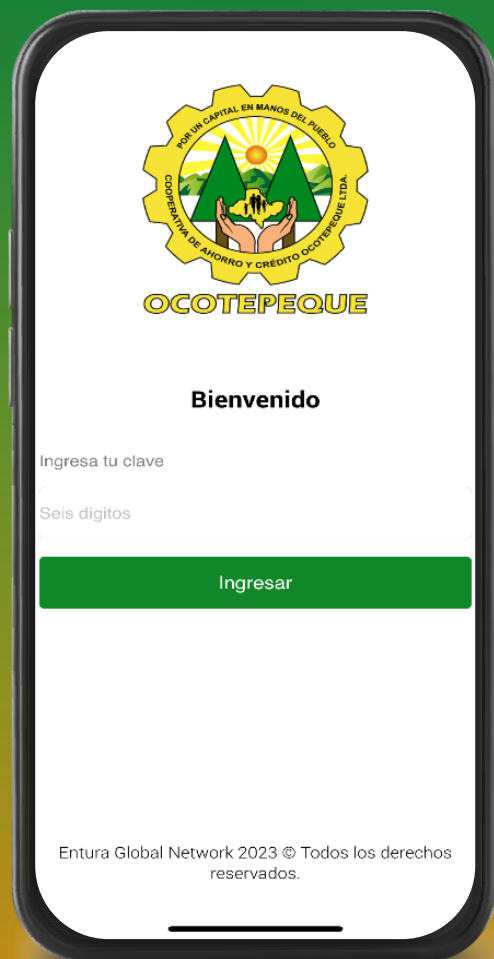 POR UN CAPITAL EN MANOS DEL PUEBLO
COOPERATIVA DE AHORRO Y CRÉDITO OCOTEPEQUE LTDA.
OCOTEPEQUE
Bienvenido
Ingresa tu clave
Seis digitos
Ingresar
Entura Global Network 2023 © Todos los derechos
reservados.